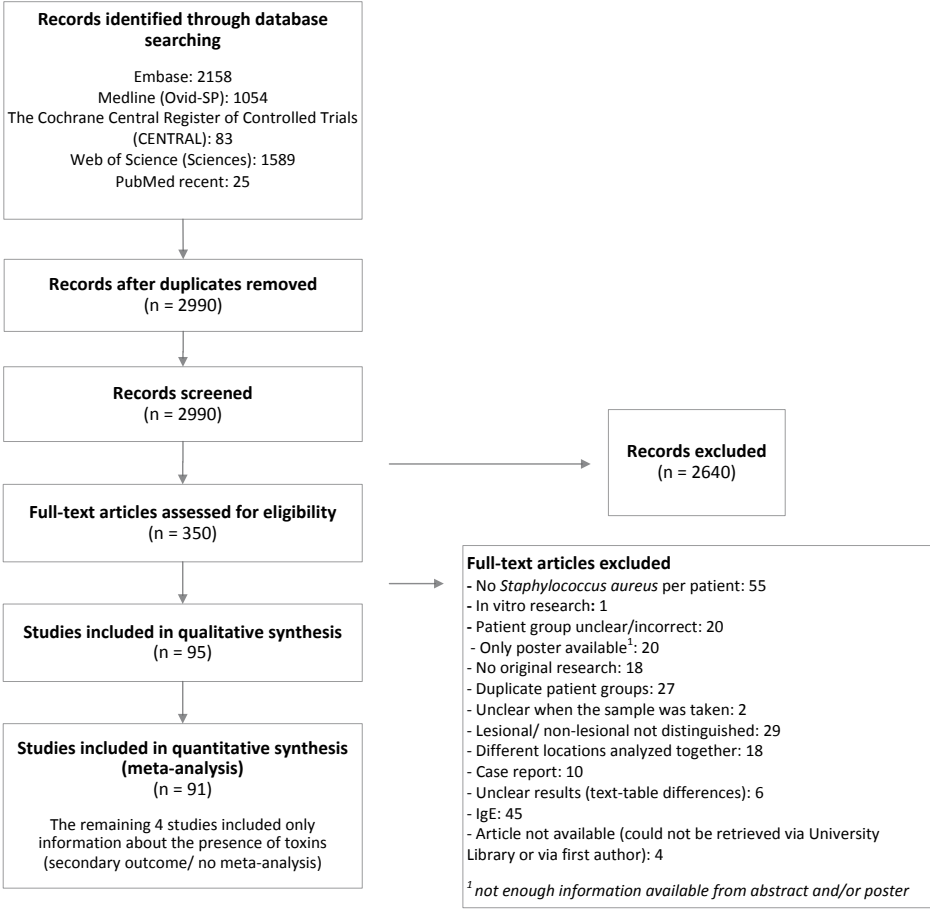 Records identified through database
searching
Embase: 2158
Medline (Ovid-SP): 1054
The Cochrane Central Register of Controlled Trials
(CENTRAL): 83
Web of Science (Sciences): 1589
PubMed recent: 25
Records after duplicates removed
(n = 2990)
Records screened
(n = 2990)
Records excluded
(n = 2640)
Full-text articles assessed for eligibility
(n = 350)
Full-text articles excluded
- No Staphylococcus aureus per patient: 55
- In vitro research: 1
- Patient group unclear/incorrect: 20
- Only poster available¹: 20
- No original research: 18
- Duplicate patient groups: 27
- Unclear when the sample was taken: 2
- Lesional/ non-lesional not distinguished: 29
- Different locations analyzed together: 18
- Case report: 10
- Unclear results (text-table differences): 6
- IgE: 45
- Article not available (could not be retrieved via University
Library or via first author): 4
¹ not enough information available from abstract and/or poster
Studies included in qualitative synthesis
(n = 95)
Studies included in quantitative synthesis
(meta-analysis)
(n = 91)
The remaining 4 studies included only
information about the presence of toxins
(secondary outcome/ no meta-analysis)